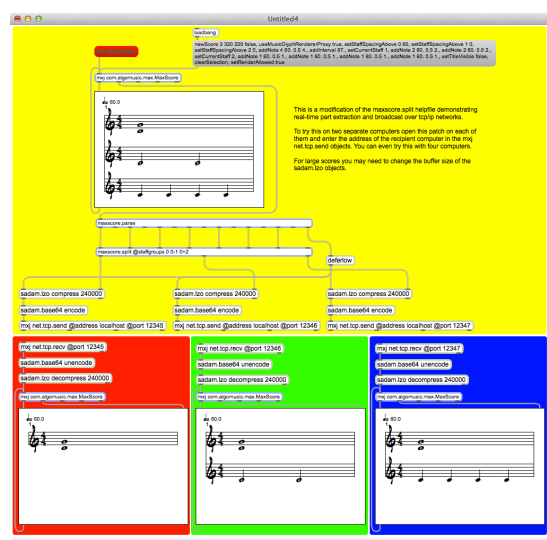 Untitled4
loadbang
newScore 3 320 220 false, useMusicGlyphRendererProxy true, setStaffSpacingAbove 0 60, setStaffSpacingAbove 1 0,
setStaffSpacingAbove 2 0, addNote 4 80. 0.5 4., addInterval 67., setCurrentStaff 1, addNote 2 60. 0.5 2., addNote 2 60. 0.5 2.,
setCurrentStaff 2, addNote 1 60. 0.5 1., addNote 1 60. 0.5 1., addNote 1 60. 0.5 1., addNote 1 60. 0.5 1., setTitleVisible false,
clearSelection, setRenderAllowed true
mxj com.algomusic.max.MaxScore
= 60.0
1
This is a modification of the maxscore.split helpfile demonstrating
real-time part extraction and broadcast over tcp/ip networks.
To try this on two separate computers open this patch on each of
them and enter the address of the recipient computer in the mxj
net.tcp.send objects. You can even try this with four computers.
For large scores you may need to change the buffer size of the
sadam.lzo objects.
maxscore.parse
maxscore.split @staffgroups 0 0-1 0+2
deferlow
sadam.lzo compress 240000
sadam.lzo compress 240000
sadam.lzo compress 240000
sadam.base64 encode
sadam.base64 encode
sadam.base64 encode
mxj net.tcp.send @address localhost @port 12345
mxj net.tcp.send @address localhost @port 12346
mxj net.tcp.send @address localhost @port 12347
mxj net.tcp.recv @port 12345
mxj net.tcp.recv @port 12346
mxj net.tcp.recv @port 12347
sadam.base64 unencode
sadam.base64 unencode
sadam.base64 unencode
sadam.lzo decompress 240000
sadam.lzo decompress 240000
sadam.lzo decompress 240000
mxj com.algomusic.max.MaxScore
mxj com.algomusic.max.MaxScore
mxj com.algomusic.max.MaxScore
= 60.0
1
= 60.0
1
= 60.0
1